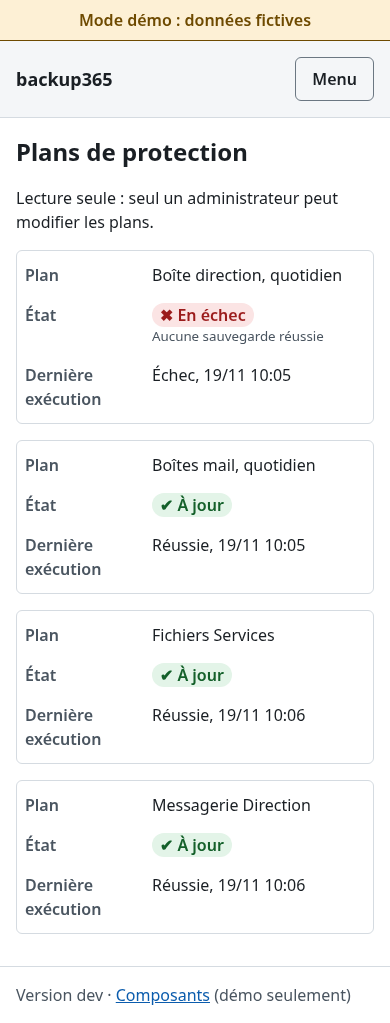 Mode démo : données fictives
backup365
Menu
Plans de protection
Lecture seule : seul un administrateur peut
modifier les plans.
Plan Boîte direction, quotidien
État ✖ En échec
Aucune sauvegarde réussie
Dernière Échec, 19/11 10:05
exécution
Plan Boîtes mail, quotidien
État ✔ À jour
Dernière Réussie, 19/11 10:05
exécution
Plan Fichiers Services
État ✔ À jour
Dernière Réussie, 19/11 10:06
exécution
Plan Messagerie Direction
État ✔ À jour
Dernière Réussie, 19/11 10:06
exécution
Version dev · Composants (démo seulement)